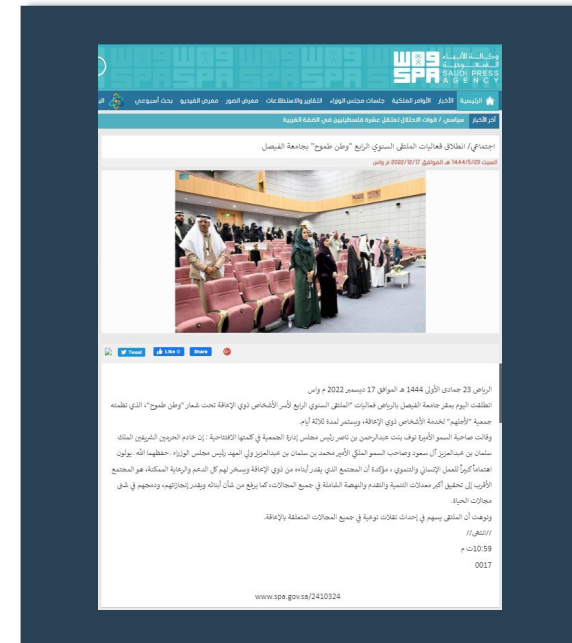 وكالة الأنباء السعودية
SPA
SAUDI PRESS AGENCY
الرئيسية الأخبار الأوامر الملكية جلسات مجلس الوزراء التقارير والاستطلاعات معرض الصور معرض الفيديو بحث أسبوعي
آخر الأخبار سياسي / قوات الاحتلال تعتقل عشرة فلسطينيين في الضفة الغربية
اجتماعي/ انطلاق فعاليات الملتقى السنوي الرابع "وطن طموح" بجامعة الفيصل
السبت 1444/5/23 هـ الموافق 2022/12/17 م واس
Tweet Like 0 Share
الرياض 23 جمادى الأولى 1444 هـ الموافق 17 ديسمبر 2022 م واس
انطلقت اليوم بمقر جامعة الفيصل بالرياض فعاليات "الملتقى السنوي الرابع لأسر الأشخاص ذوي الإعاقة تحت شعار "وطن طموح"، الذي نظمته
جمعية "لأجلهم" لخدمة الأشخاص ذوي الإعاقة، ويستمر لمدة ثلاثة أيام.
وقالت صاحبة السمو الأميرة نوف بنت عبدالرحمن بن ناصر رئيس مجلس إدارة الجمعية في كلمتها الافتتاحية : إن خادم الحرمين الشريفين الملك
سلمان بن عبدالعزيز آل سعود وصاحب السمو الملكي الأمير محمد بن سلمان بن عبدالعزيز ولي العهد رئيس مجلس الوزراء ـ حفظهما الله ـ يولون
اهتماماً كبيراً للعمل الإنساني والتنموي ، مؤكدة أن المجتمع الذي يقدر أبناءه من ذوي الإعاقة ويسخر لهم كل الدعم والرعاية الممكنة، هو المجتمع
الأقرب إلى تحقيق أكبر معدلات التنمية والتقدم والنهضة الشاملة في جميع المجالات، كما يرفع من شأن أبنائه ويقدر إنجازاتهم، ودمجهم في شتى
مجالات الحياة.
ونوهت أن الملتقى يسهم في إحداث نقلات نوعية في جميع المجالات المتعلقة بالإعاقة.
//انتهى//
10:59ت م
0017
www.spa.gov.sa/2410324